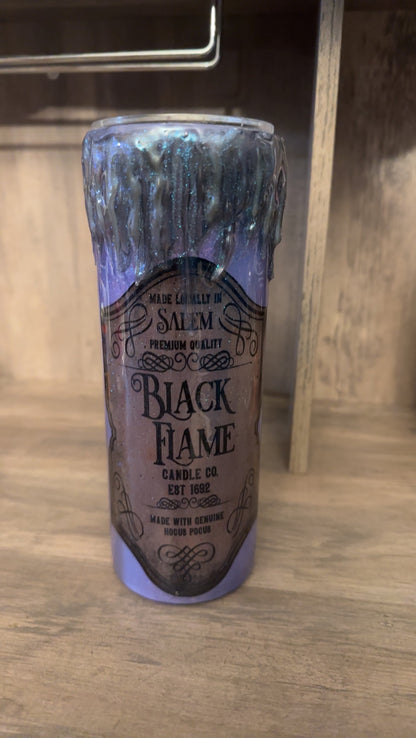 MADE LOCALLY IN
SALEM
PREMIUM QUALITY
BLACK
FLAME
CANDLE CO.
EST 1692
MADE WITH GENUINE
HOCUS POCUS